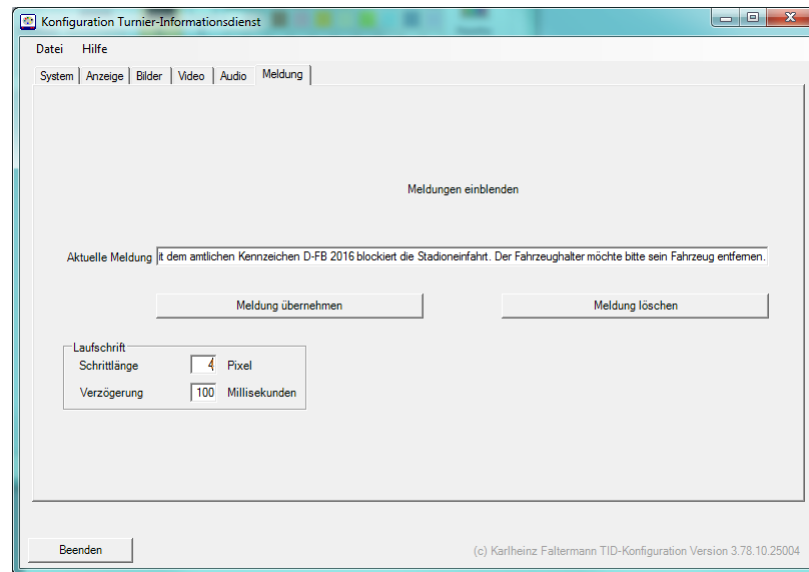 Konfiguration Turnier-Informationsdienst
Datei Hilfe
System Anzeige Bilder Video Audio Meldung
Meldungen einblenden
Aktuelle Meldung it dem amtlichen Kennzeichen D-FB 2016 blockiert die Stadioneinfahrt. Der Fahrzeughalter möchte bitte sein Fahrzeug entfernen.
Meldung übernehmen Meldung löschen
Laufschrift
Schrittlänge 4 Pixel
Verzögerung 100 Millisekunden
Beenden (c) Karlheinz Faltermann TID-Konfiguration Version 3.78.10.25004